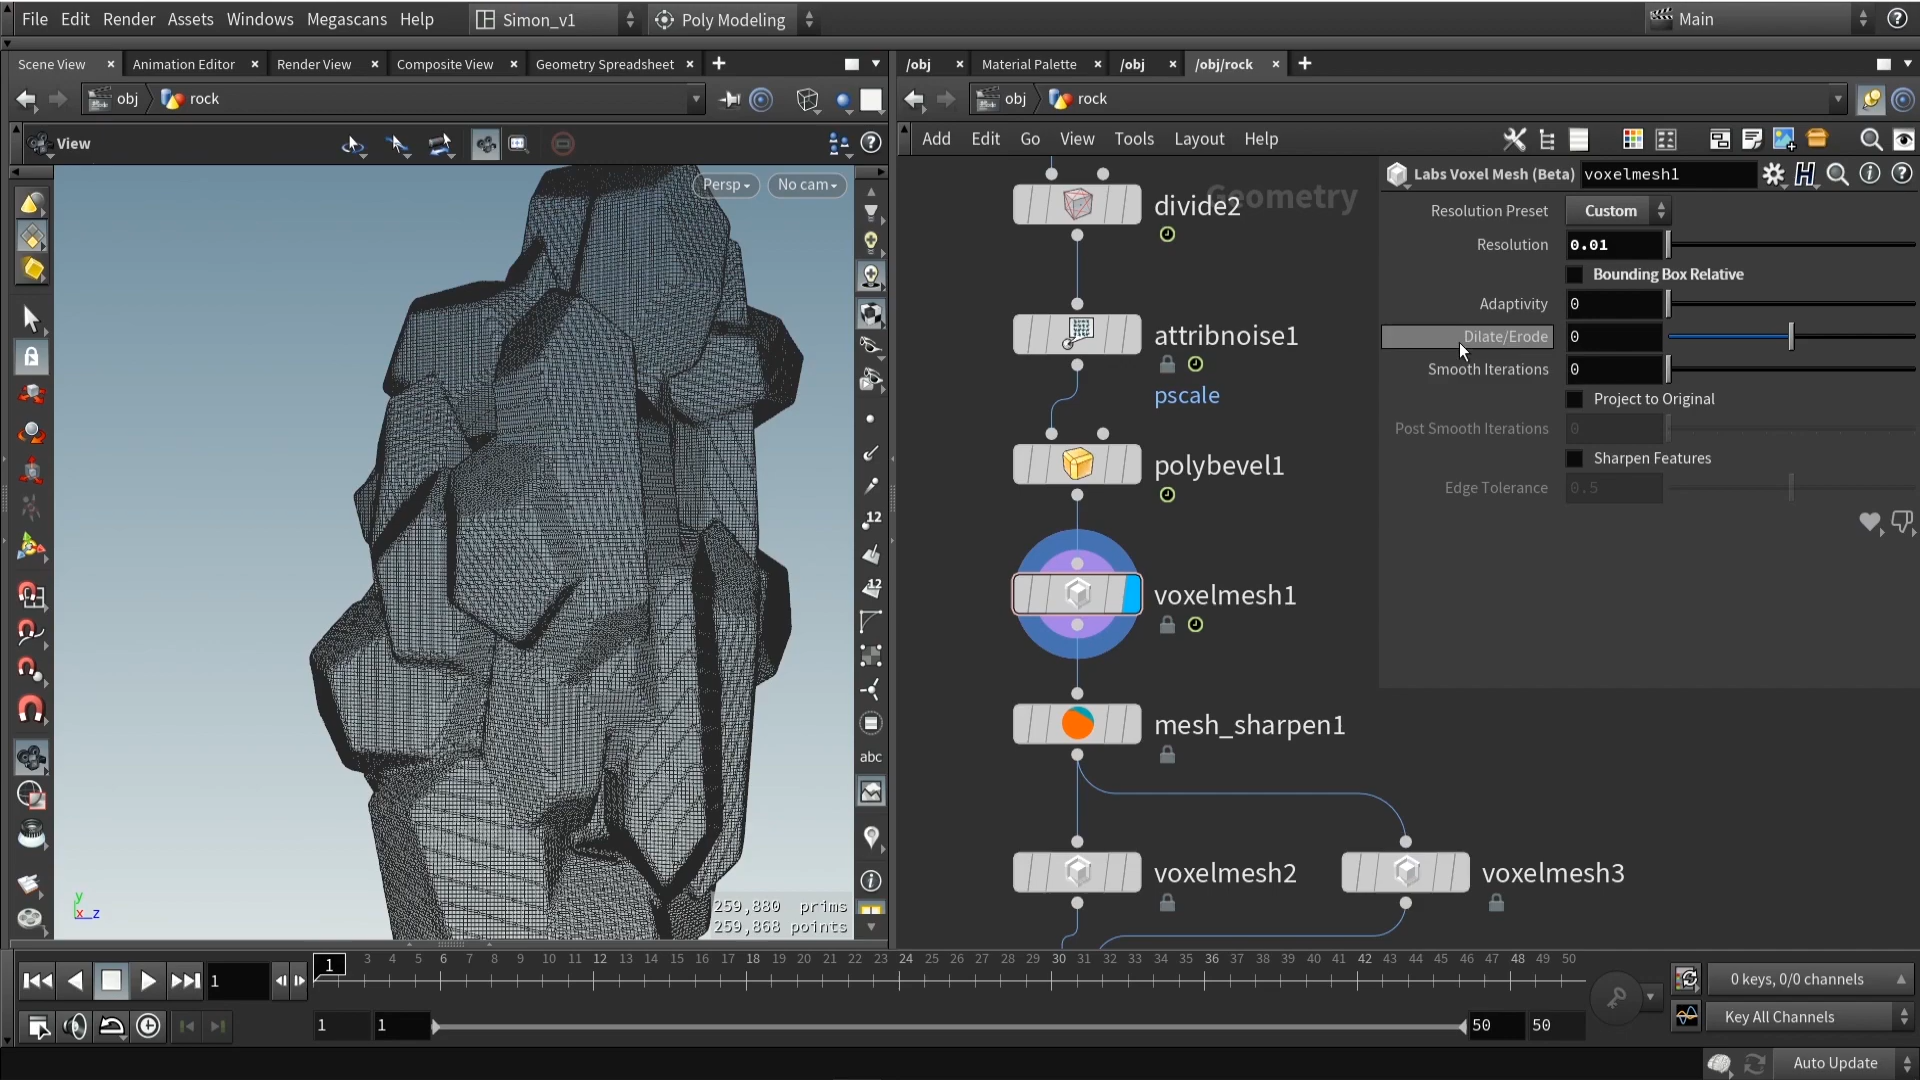 File Edit Render Assets Windows Megascans Help Simon_v1 Poly Modeling Main
Scene View Animation Editor Render View Composite View Geometry Spreadsheet /obj Material Palette /obj /obj/rock
obj rock obj rock
View
Add Edit Go View Tools Layout Help
Persp No cam
Geometry
divide2
attribnoise1
pscale
polybevel1
voxelmesh1
mesh_sharpen1
voxelmesh2 voxelmesh3
Labs Voxel Mesh (Beta) voxelmesh1
Resolution Preset Custom
Resolution 0.01
Bounding Box Relative
Adaptivity 0
Dilate/Erode 0
Smooth Iterations 0
Project to Original
Post Smooth Iterations 0
Sharpen Features
Edge Tolerance 0.5
12
12
abc
y
x z
259,880 prims
259,868 points
1 1 3 4 5 6 7 8 9 10 11 12 13 14 15 16 17 18 19 20 21 22 23 24 25 26 27 28 29 30 31 32 33 34 35 36 37 38 39 40 41 42 43 44 45 46 47 48 49 50
0 keys, 0/0 channels
1 1 50 50
Key All Channels
Auto Update